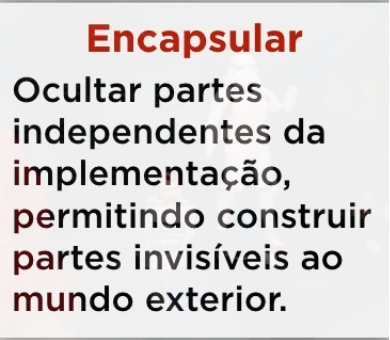 Encapsular
Ocultar partes
independentes da
implementação,
permitindo construir
partes invisíveis ao
mundo exterior.